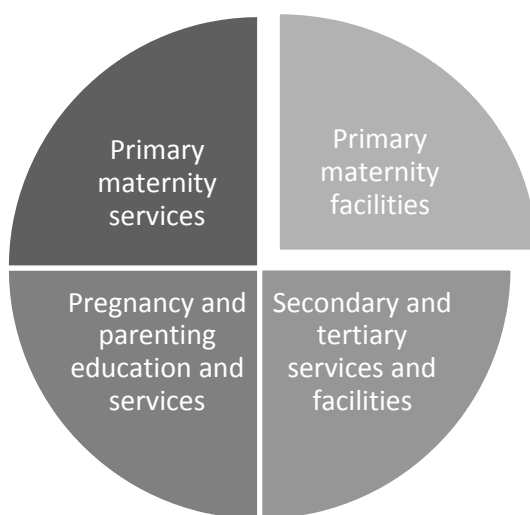 Primary
maternity
services
Primary
maternity
facilities
Pregnancy and
parenting
education and
services
Secondary and
tertiary
services and
facilities